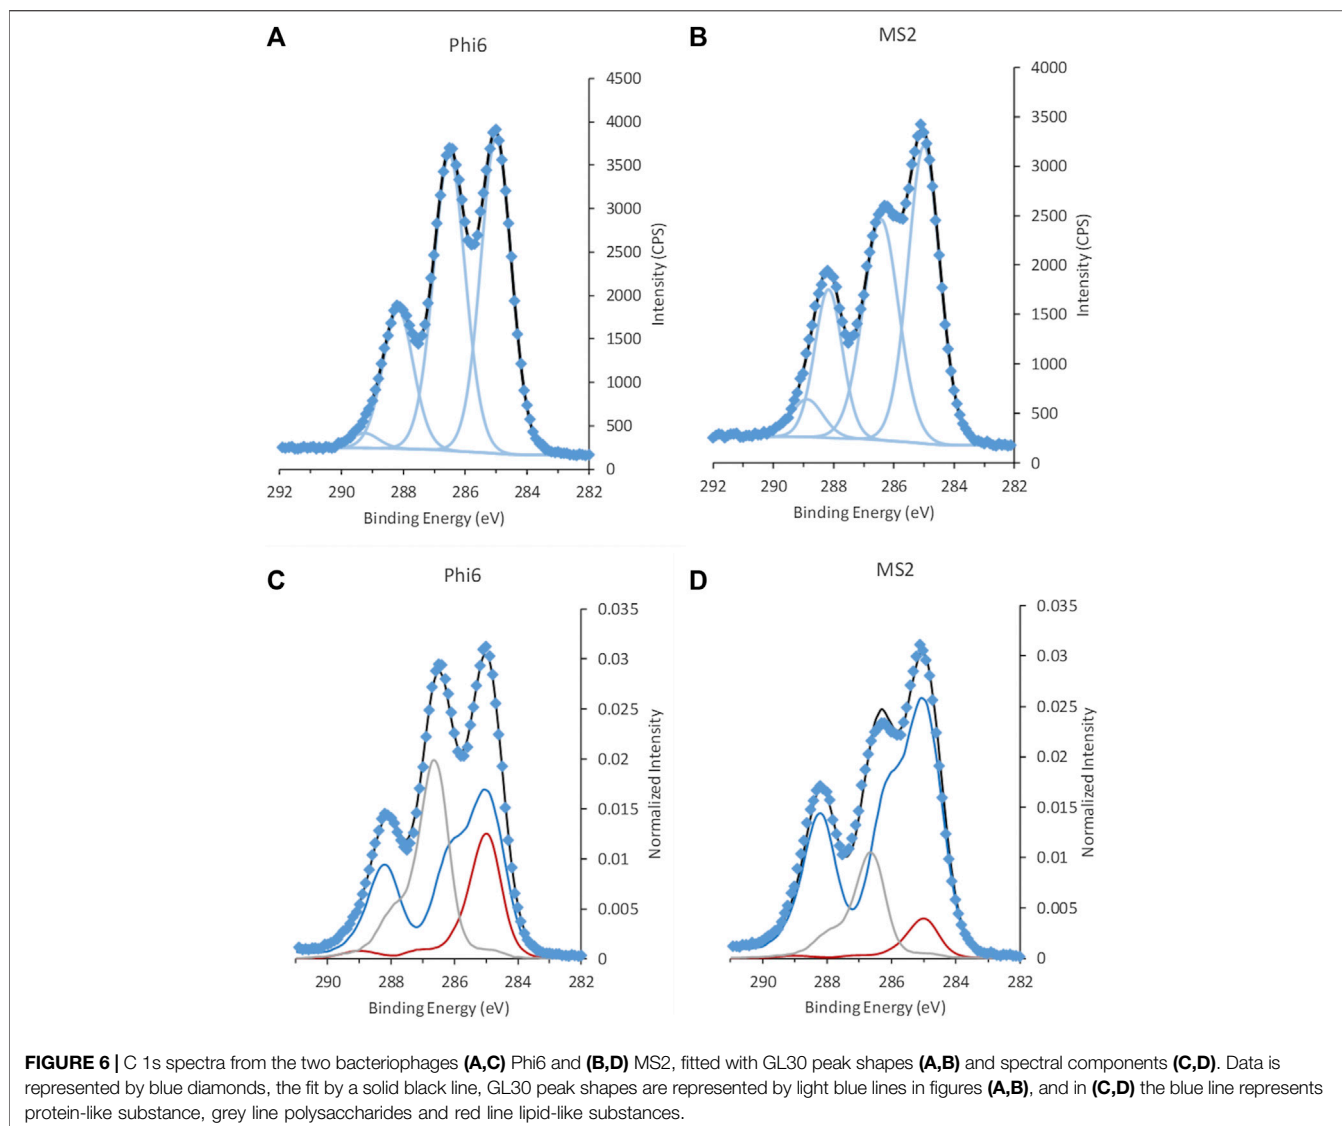 A
Phi6
4500
4000
3500
3000
2500
2000
1500
1000
500
0
Intensity (CPS)
292 290 288 286 284 282
Binding Energy (eV)
B
MS2
4000
3500
3000
2500
2000
1500
1000
500
0
Intensity (CPS)
292 290 288 286 284 282
Binding Energy (eV)
C
Phi6
0.035
0.03
0.025
0.02
0.015
0.01
0.005
0
Normalized Intensity
290 288 286 284 282
Binding Energy (eV)
D
MS2
0.035
0.03
0.025
0.02
0.015
0.01
0.005
0
Normalized Intensity
290 288 286 284 282
Binding Energy (eV)
FIGURE 6 | C 1s spectra from the two bacteriophages (A,C) Phi6 and (B,D) MS2, fitted with GL30 peak shapes (A,B) and spectral components (C,D). Data is
represented by blue diamonds, the fit by a solid black line, GL30 peak shapes are represented by light blue lines in figures (A,B), and in (C,D) the blue line represents
protein-like substance, grey line polysaccharides and red line lipid-like substances.